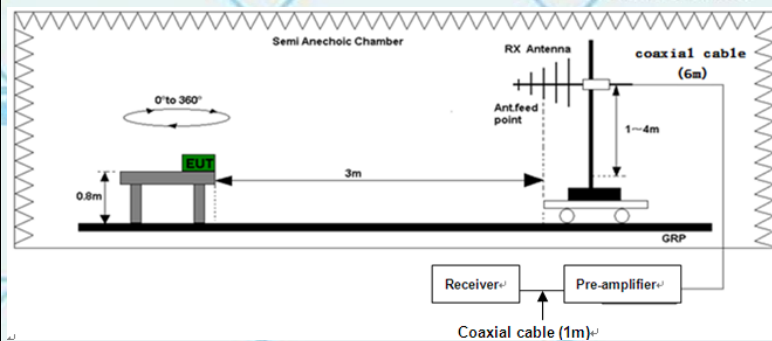 Semi Anechoic Chamber
RX Antenna
coaxial cable
(6m)
0°to 360°
Ant.feed
point
1~4m
EUT
3m
0.8m
GRP
Receiver↵
Pre-amplifier↵
Coaxial cable (1m)↵
↵